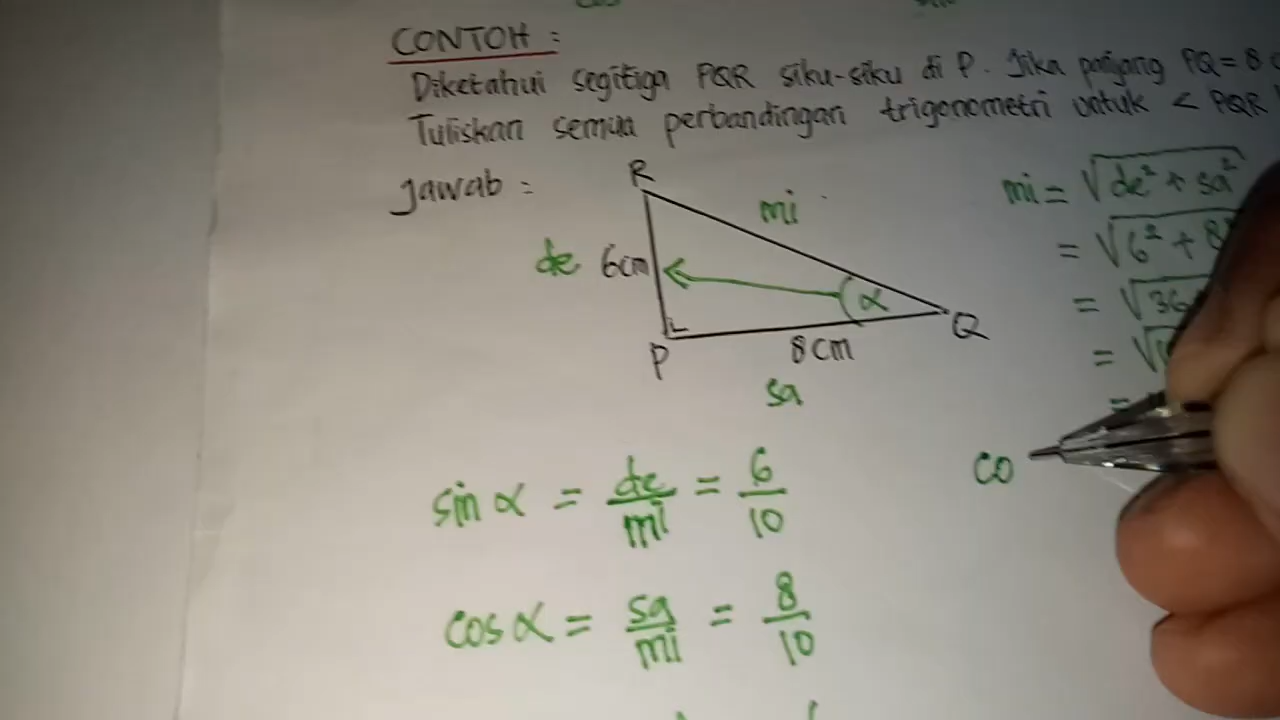 CONTOH :
Diketahui segitiga PQR siku-siku di P. Jika panjang PQ = 8
Tuliskan semua perbandingan trigonometri untuk < PQR
Jawab :
R
mi
mi = √de² + sa²
de 6cm
= √6² + 8
α
= √36
P
8cm
Q
= √
sa
=
co
sin α = de/mi = 6/10
cos α = sa/mi = 8/10